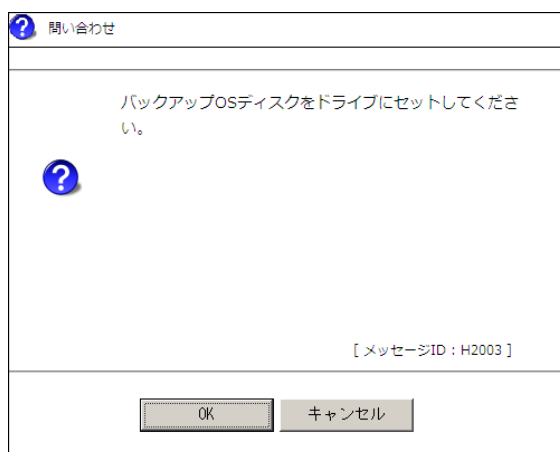 問い合わせ
バックアップOSディスクをドライブにセットしてくださ
い。
[ メッセージID：H2003 ]
OK
キャンセル